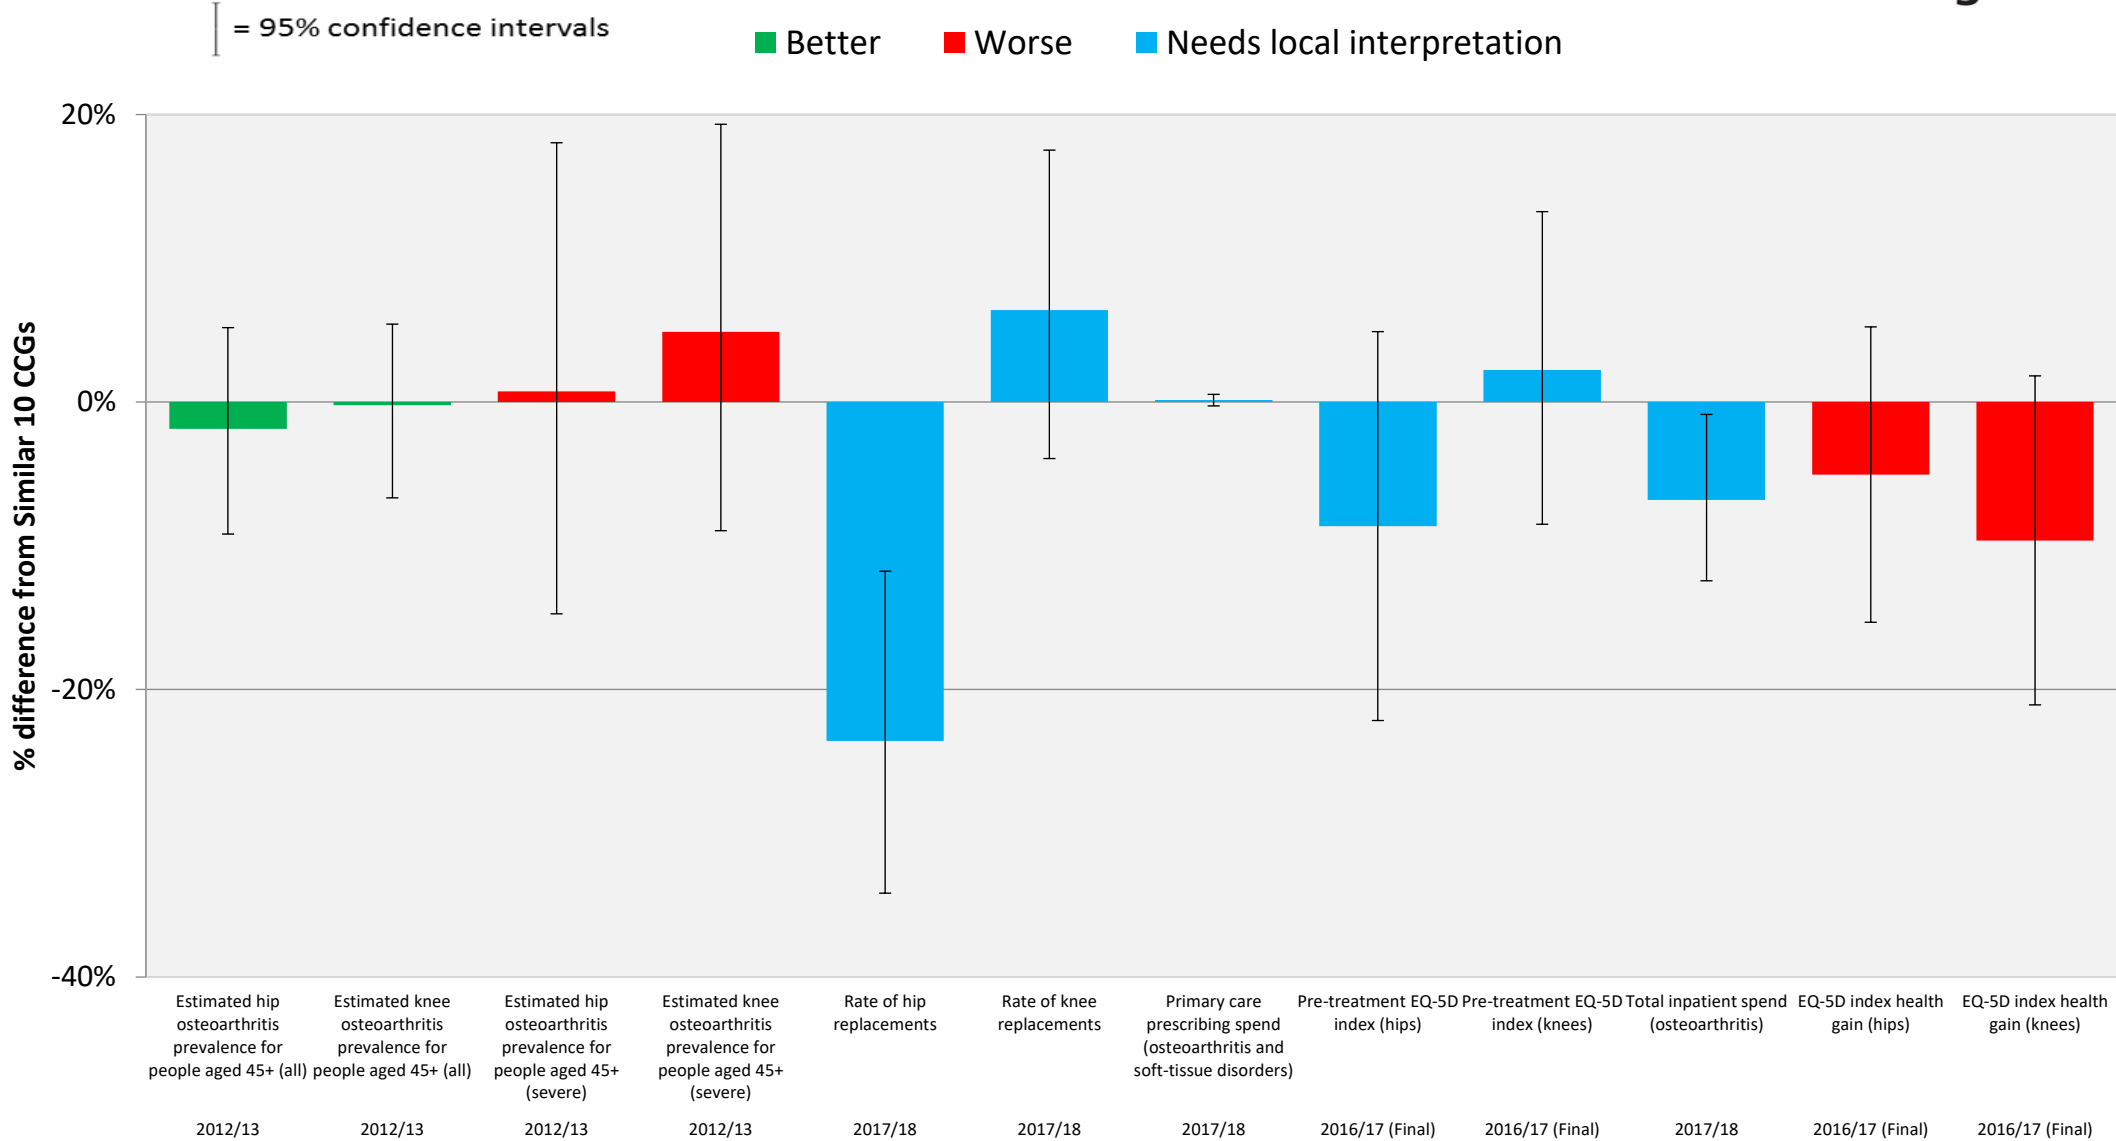 = 95% confidence intervals
Better
Worse
Needs local interpretation
% difference from Similar 10 CCGs
20%
0%
-20%
-40%
Estimated hip
osteoarthritis
prevalence for
people aged 45+ (all)
2012/13
Estimated knee
osteoarthritis
prevalence for
people aged 45+ (all)
2012/13
Estimated hip
osteoarthritis
prevalence for
people aged 45+
(severe)
2012/13
Estimated knee
osteoarthritis
prevalence for
people aged 45+
(severe)
2012/13
Rate of hip
replacements
2017/18
Rate of knee
replacements
2017/18
Primary care
prescribing spend
(osteoarthritis and
soft-tissue disorders)
2017/18
Pre-treatment EQ-5D
index (hips)
2016/17 (Final)
Pre-treatment EQ-5D
index (knees)
2016/17 (Final)
Total inpatient spend
(osteoarthritis)
2017/18
EQ-5D index health
gain (hips)
2016/17 (Final)
EQ-5D index health
gain (knees)
2016/17 (Final)